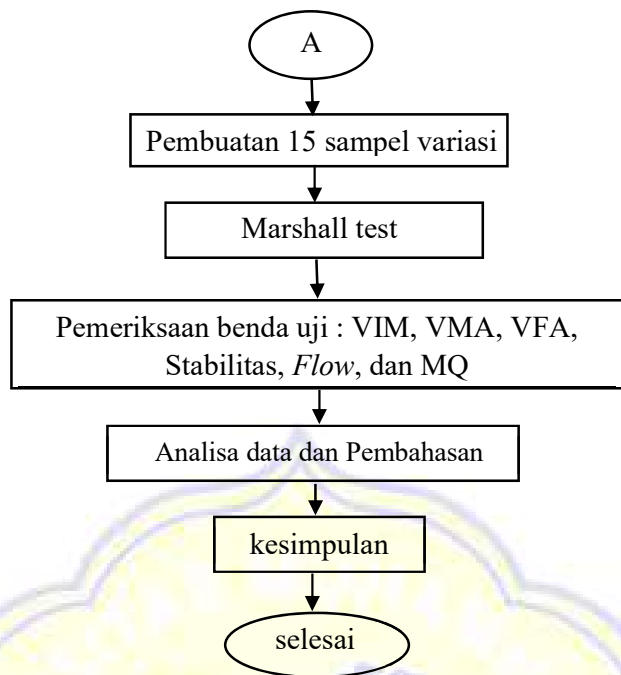 A
Pembuatan 15 sampel variasi
Marshall test
Pemeriksaan benda uji : VIM, VMA, VFA,
Stabilitas, Flow, dan MQ
Analisa data dan Pembahasan
kesimpulan
selesai